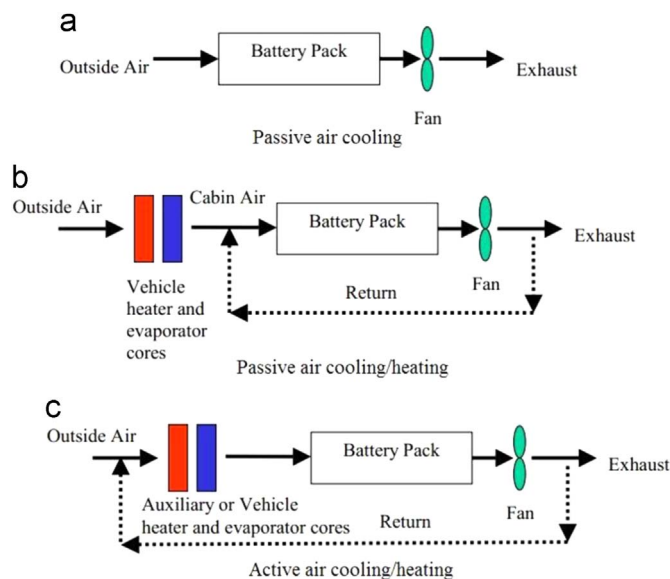 a
Battery Pack
Outside Air
Exhaust
Fan
Passive air cooling
b
Outside Air
Cabin Air
Battery Pack
Exhaust
Vehicle
heater and
evaporator
cores
Return
Fan
Passive air cooling/heating
c
Outside Air
Battery Pack
Exhaust
Auxiliary or Vehicle
heater and evaporator cores
Return
Fan
Active air cooling/heating